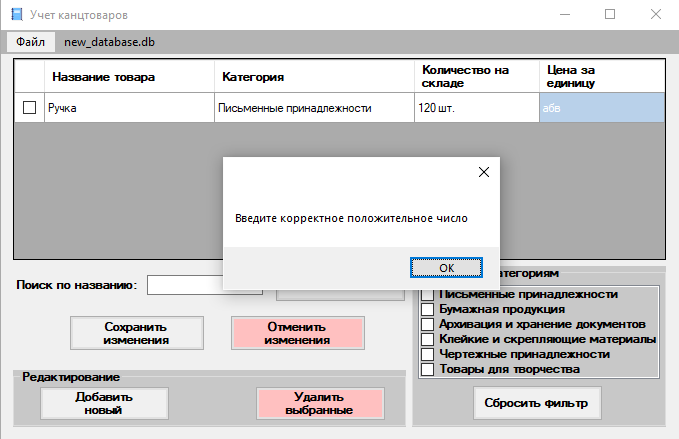 Учет канцтоваров
Файл new_database.db
Название товара Категория Количество на складе Цена за единицу
Ручка Письменные принадлежности 120 шт. абв
Введите корректное положительное число
OK
Поиск по названию:
атегориям
Письменные принадлежности
Бумажная продукция
Архивация и хранение документов
Клейкие и скрепляющие материалы
Чертежные принадлежности
Товары для творчества
Сохранить
изменения
Отменить
изменения
Редактирование
Добавить
новый
Удалить
выбранные
Сбросить фильтр